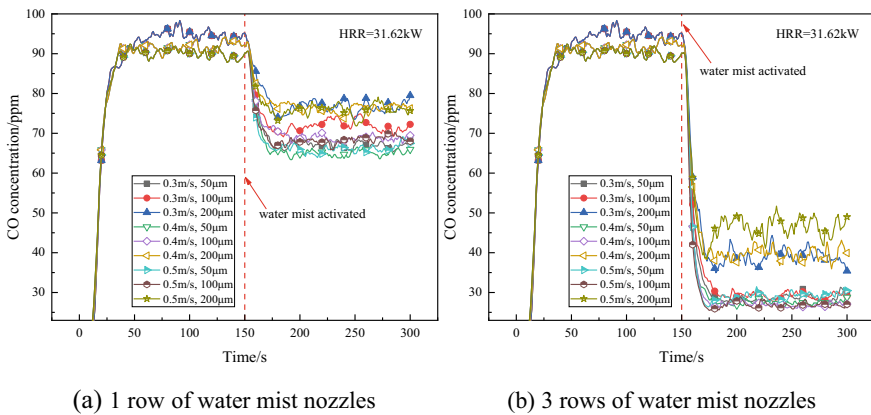 HRR=31.62kW
CO concentration/ppm
100
90
80
70
60
50
40
30
water mist activated
0.3m/s, 50μm
0.3m/s, 100μm
0.3m/s, 200μm
0.4m/s, 50μm
0.4m/s, 100μm
0.4m/s, 200μm
0.5m/s, 50μm
0.5m/s, 100μm
0.5m/s, 200μm
0 50 100 150 200 250 300
Time/s
(a) 1 row of water mist nozzles
HRR=31.62kW
CO concentration/ppm
100
90
80
70
60
50
40
30
water mist activated
0.3m/s, 50μm
0.3m/s, 100μm
0.3m/s, 200μm
0.4m/s, 50μm
0.4m/s, 100μm
0.4m/s, 200μm
0.5m/s, 50μm
0.5m/s, 100μm
0.5m/s, 200μm
0 50 100 150 200 250 300
Time/s
(b) 3 rows of water mist nozzles